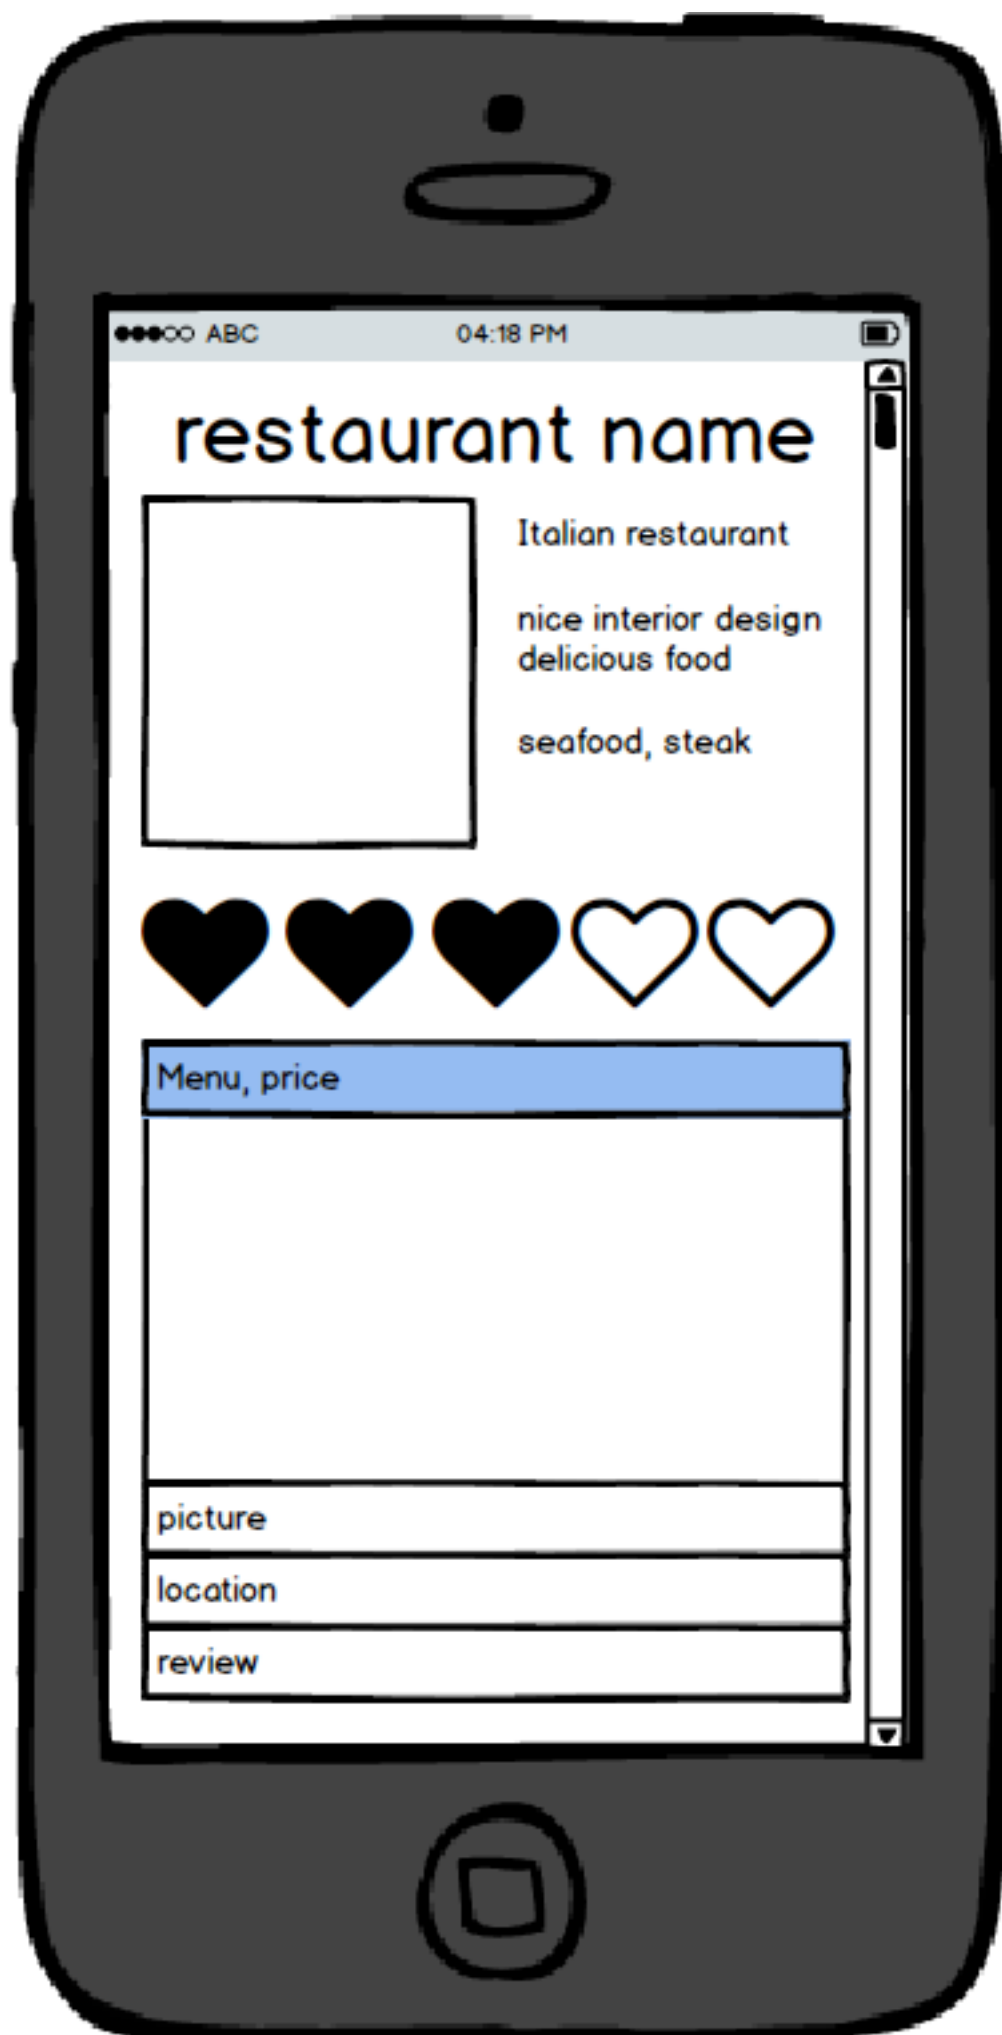 ABC 04:18 PM
restaurant name
Italian restaurant
nice interior design
delicious food
seafood, steak
Menu, price
picture
location
review